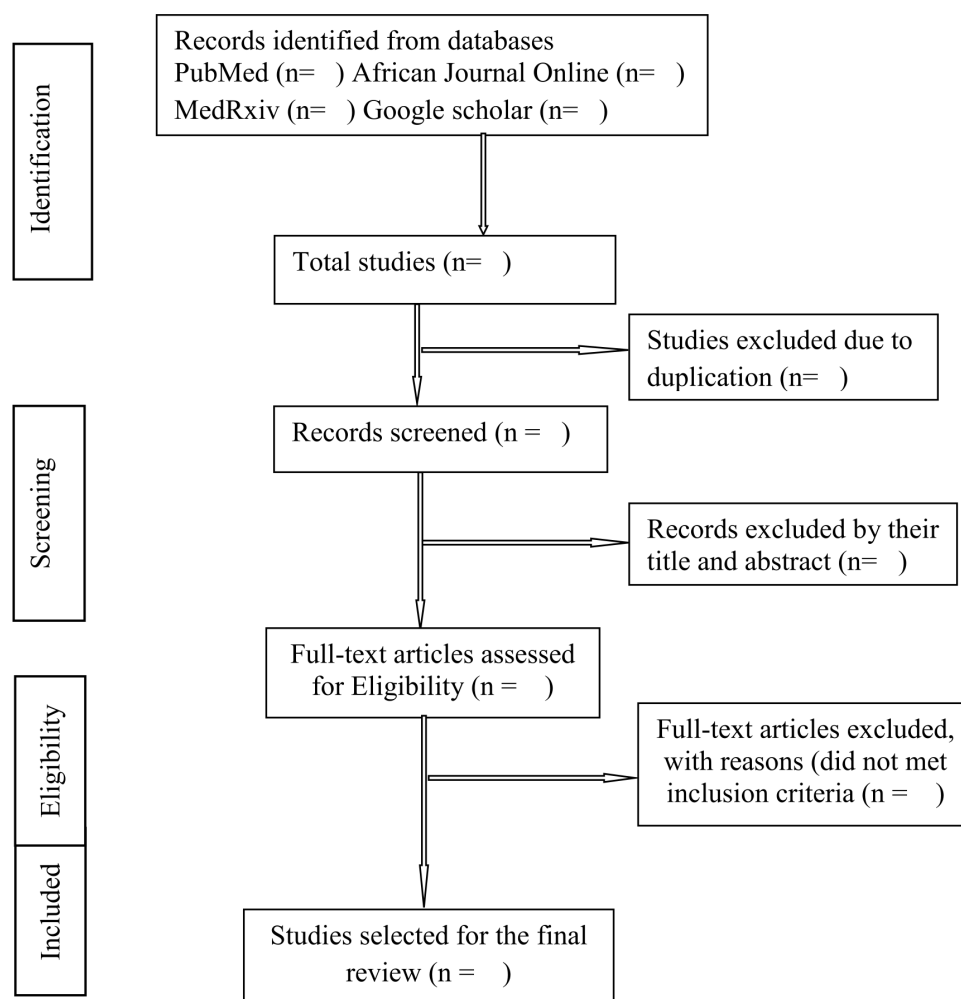 Identification
Records identified from databases
PubMed (n=   ) African Journal Online (n=   )
MedRxiv (n=   ) Google scholar (n=   )
Total studies (n=   )
Studies excluded due to
duplication (n=   )
Screening
Records screened (n =   )
Records excluded by their
title and abstract (n=   )
Full-text articles assessed
for Eligibility (n =   )
Eligibility
Full-text articles excluded,
with reasons (did not met
inclusion criteria (n =   )
Included
Studies selected for the final
review (n =   )